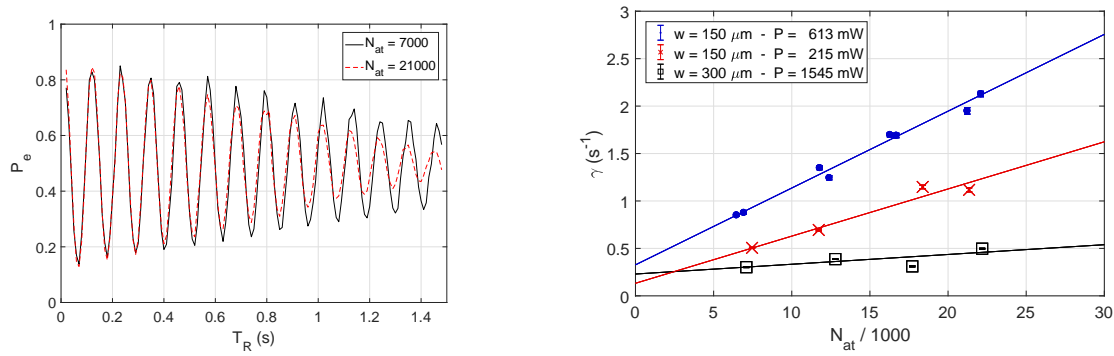 1
0.8
0.6
0.4
0.2
0
P_e
0 0.2 0.4 0.6 0.8 1 1.2 1.4
T_R (s)
N_at = 7000
N_at = 21000
3
2.5
2
1.5
1
0.5
0
γ (s⁻¹)
0 5 10 15 20 25 30
N_at / 1000
w = 150 μm - P = 613 mW
w = 150 μm - P = 215 mW
w = 300 μm - P = 1545 mW